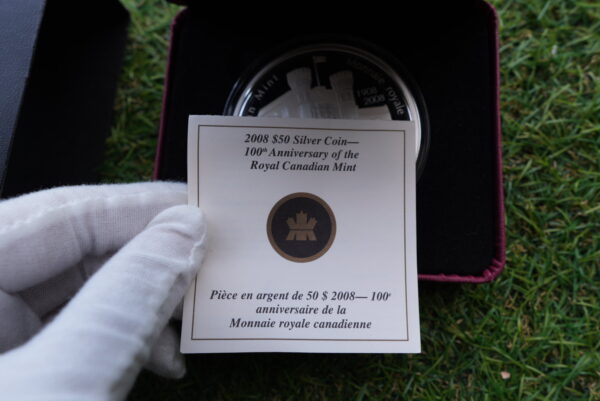 n Mint
Monnaie royale
1908
2008
2008 $50 Silver Coin—
100th Anniversary of the
Royal Canadian Mint
Pièce en argent de 50 $ 2008— 100e
anniversaire de la
Monnaie royale canadienne